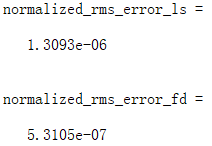 normalized_rms_error_ls =
1.3093e-06
normalized_rms_error_fd =
5.3105e-07